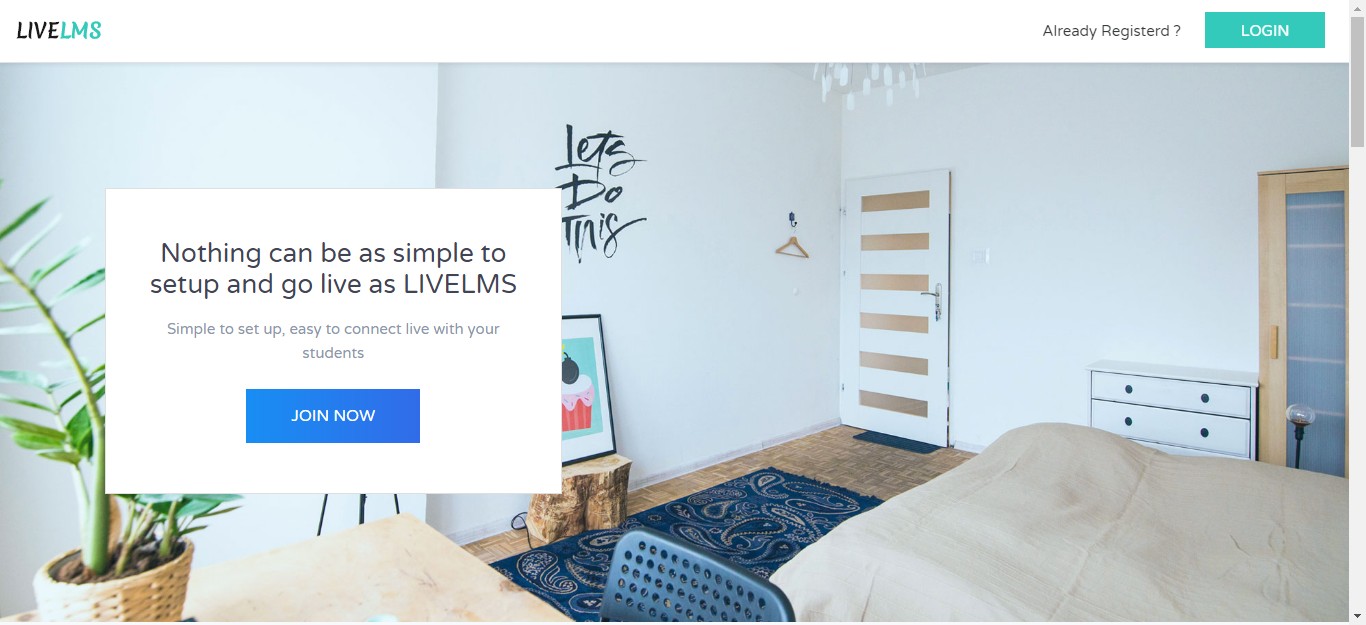 LIVELMS
Already Registerd ?
LOGIN
Let's
Do
This
Nothing can be as simple to
setup and go live as LIVELMS
Simple to set up, easy to connect live with your
students
JOIN NOW